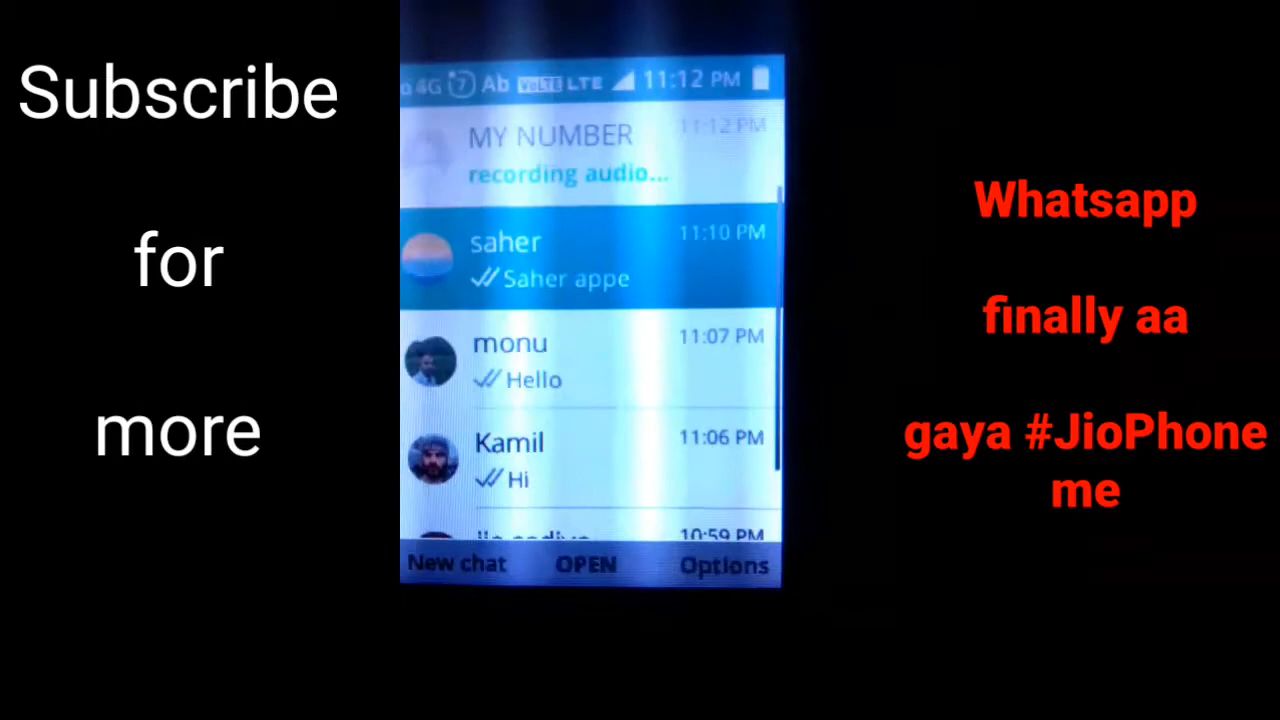 Subscribe
for
more
4G 7 Ab VoLTE LTE 11:12 PM
MY NUMBER 11:12 PM
recording audio...
saher 11:10 PM
Saher appe
monu 11:07 PM
Hello
Kamil 11:06 PM
Hi
10:59 PM
New chat OPEN Options
Whatsapp
finally aa
gaya #JioPhone
me